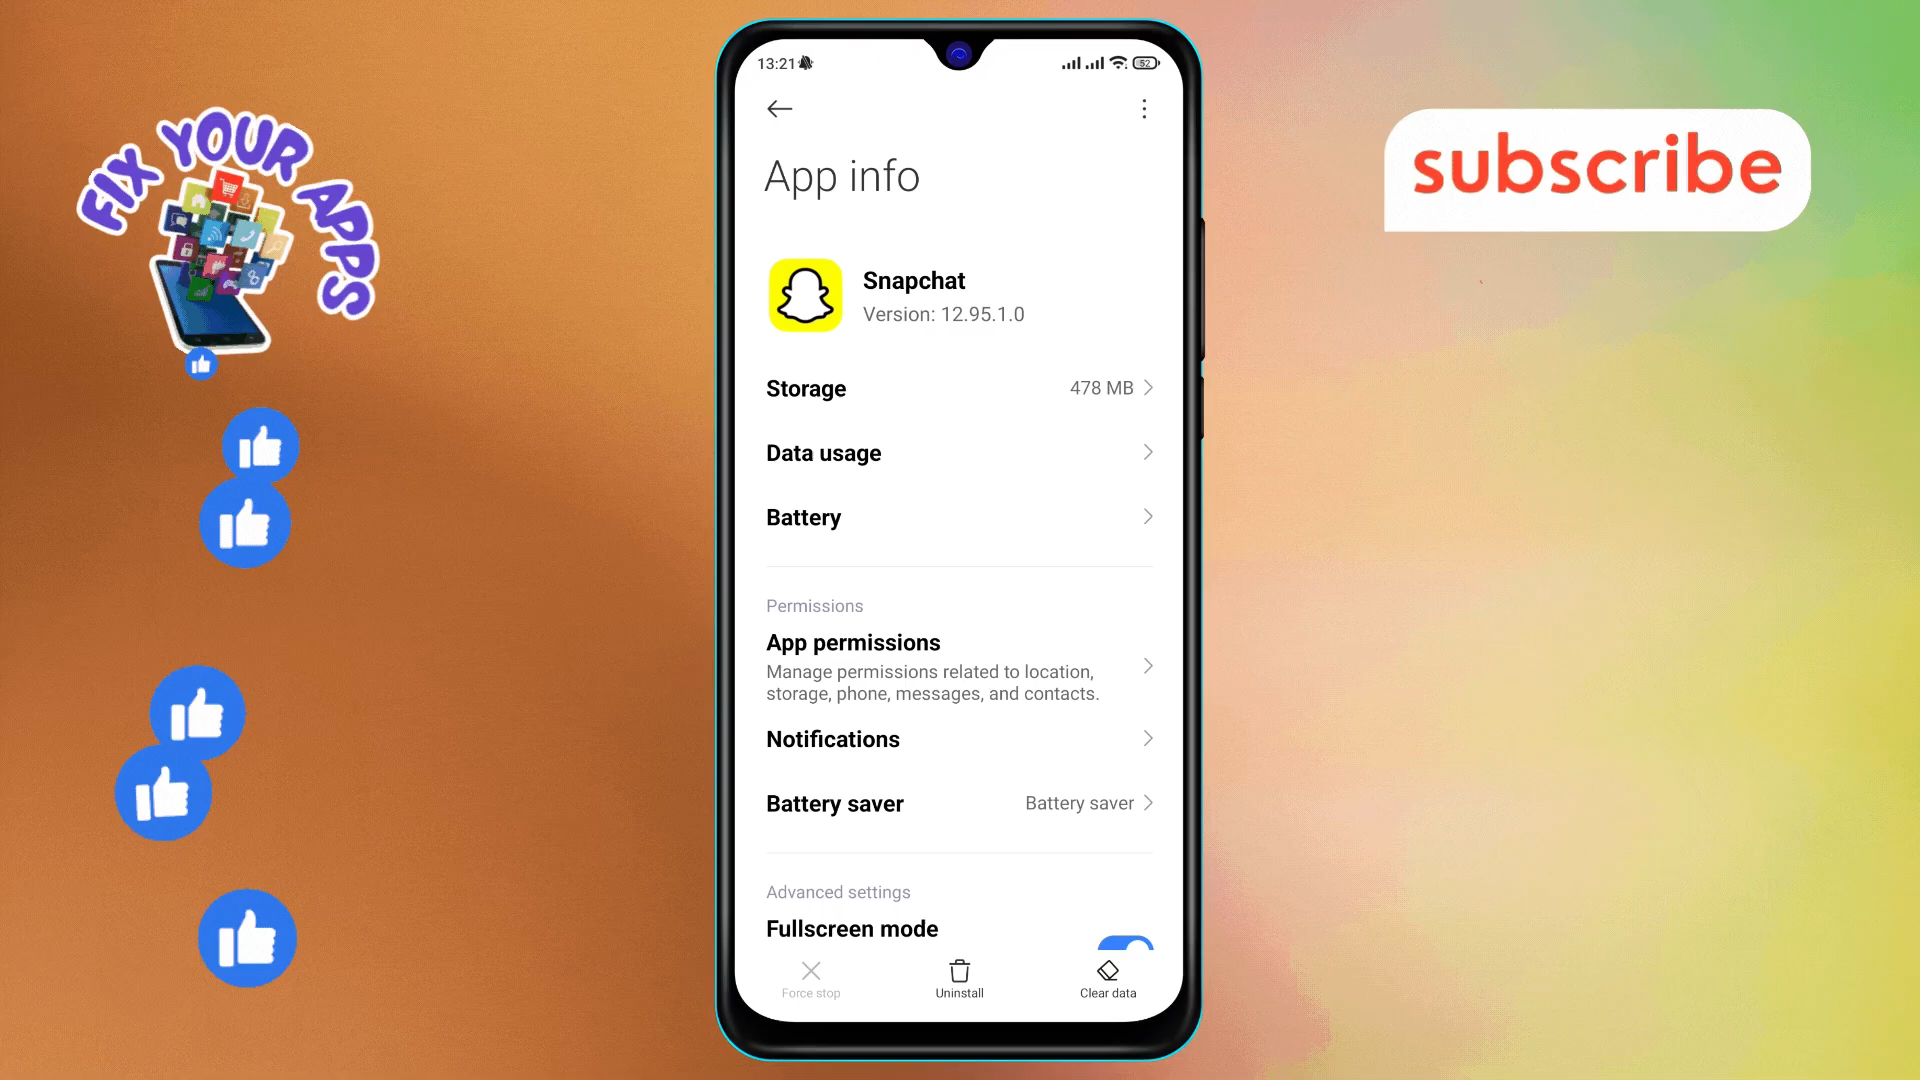 FIX YOUR APPS
subscribe
13:21
52
App info
Snapchat
Version: 12.95.1.0
Storage 478 MB
Data usage
Battery
Permissions
App permissions
Manage permissions related to location,
storage, phone, messages, and contacts.
Notifications
Battery saver Battery saver
Advanced settings
Fullscreen mode
Force stop Uninstall Clear data